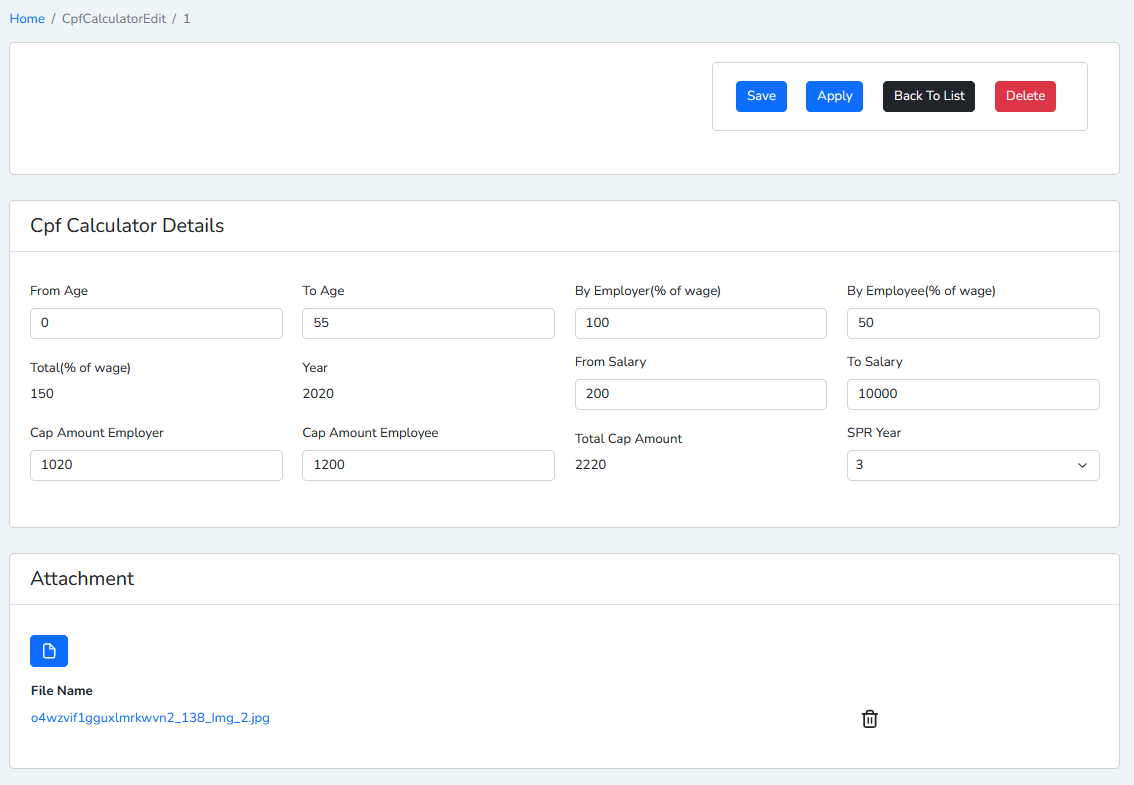 Home / CpfCalculatorEdit / 1
Save Apply Back To List Delete
Cpf Calculator Details
From Age To Age By Employer(% of wage) By Employee(% of wage)
0 55 100 50
Total(% of wage) Year From Salary To Salary
150 2020 200 10000
Cap Amount Employer Cap Amount Employee Total Cap Amount SPR Year
1020 1200 2220 3
Attachment
File Name
o4wzvif1gguxlmrkwvn2_138_Img_2.jpg